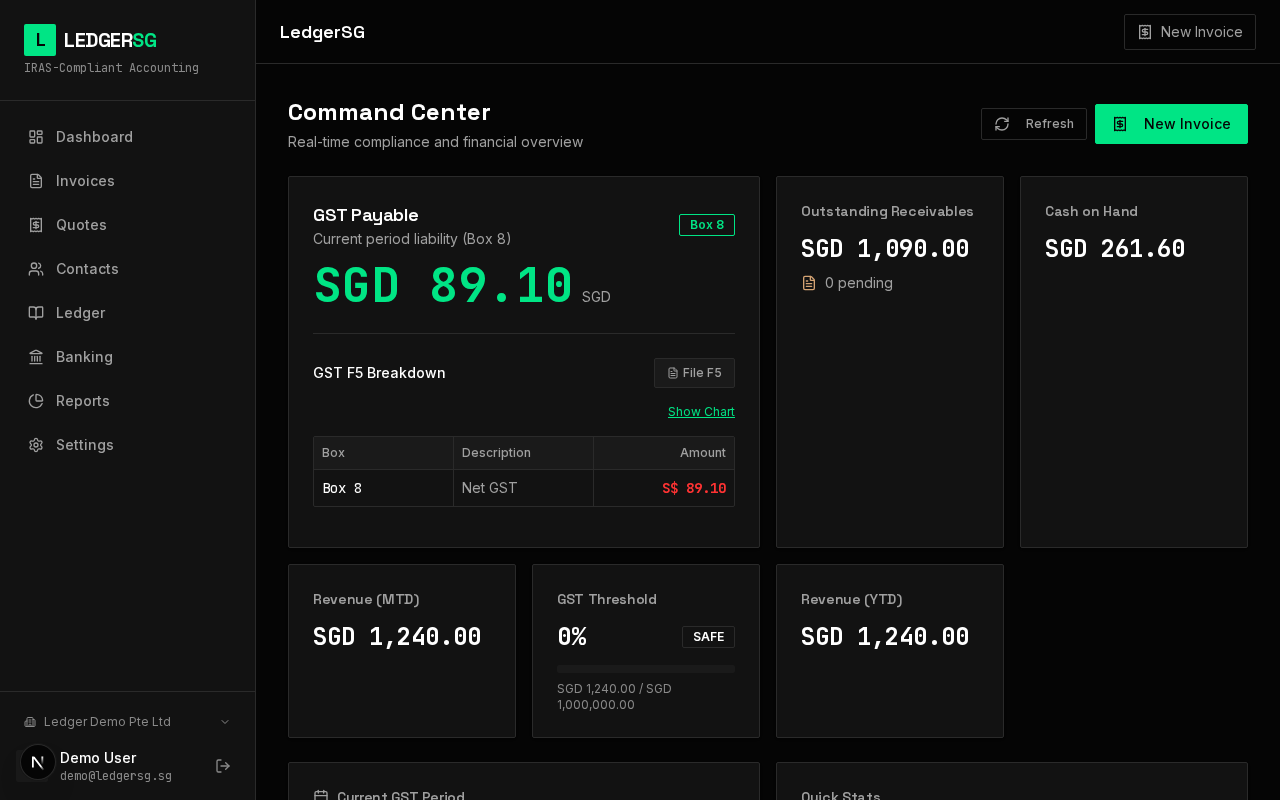 L LEDGERSG
IRAS-Compliant Accounting
Dashboard
Invoices
Quotes
Contacts
Ledger
Banking
Reports
Settings
Ledger Demo Pte Ltd
N
Demo User
demo@ledgersg.sg
LedgerSG
New Invoice
Command Center
Real-time compliance and financial overview
Refresh
New Invoice
GST Payable
Current period liability (Box 8)
Box 8
SGD 89.10 SGD
GST F5 Breakdown
File F5
Show Chart
Box Description Amount
Box 8 Net GST S$ 89.10
Outstanding Receivables
SGD 1,090.00
0 pending
Cash on Hand
SGD 261.60
Revenue (MTD)
SGD 1,240.00
GST Threshold
0% SAFE
SGD 1,240.00 / SGD
1,000,000.00
Revenue (YTD)
SGD 1,240.00
Current GST Period
Quick Stats